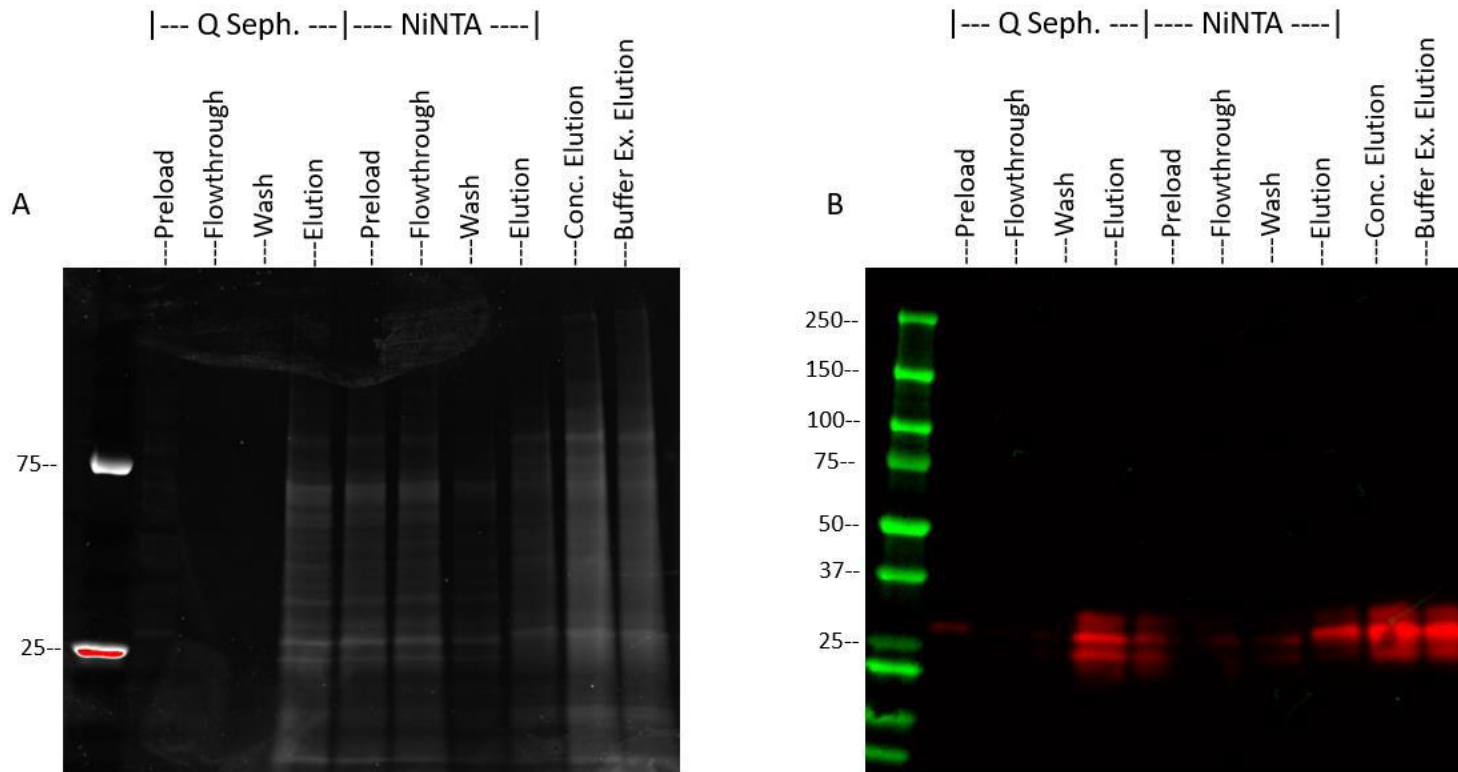 |--- Q Seph. ---|---- NiNTA ----|
---Preload
---Flowthrough
---Wash
---Elution
---Preload
---Flowthrough
---Wash
---Elution
---Conc. Elution
---Buffer Ex. Elution
A
75--
25--
|--- Q Seph. ---|---- NiNTA ----|
---Preload
---Flowthrough
---Wash
---Elution
---Preload
---Flowthrough
---Wash
---Elution
---Conc. Elution
---Buffer Ex. Elution
B
250--
150--
100--
75--
50--
37--
25--